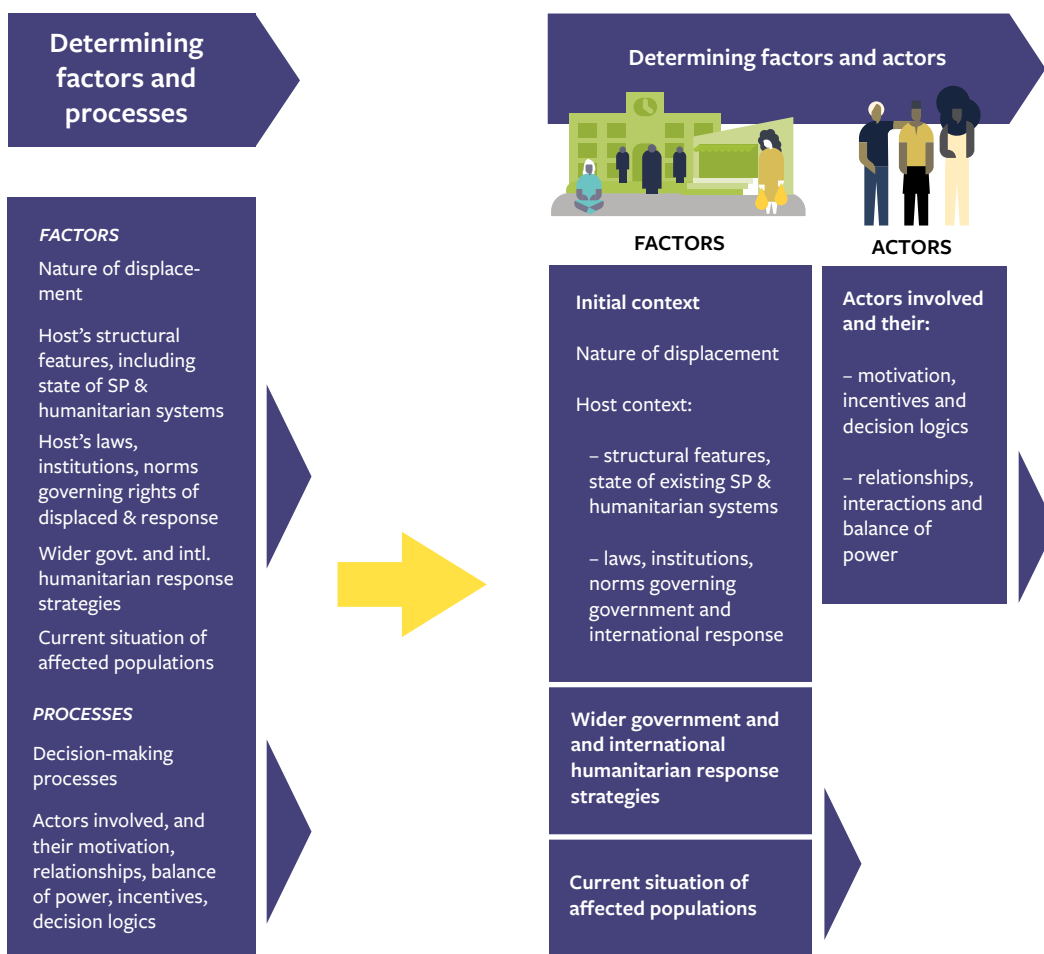 Determining
factors and
processes
FACTORS
Nature of displace-
ment
Host's structural
features, including
state of SP &
humanitarian systems
Host's laws,
institutions, norms
governing rights of
displaced & response
Wider govt. and intl.
humanitarian response
strategies
Current situation of
affected populations
PROCESSES
Decision-making
processes
Actors involved, and
their motivation,
relationships, balance
of power, incentives,
decision logics
Determining factors and actors
FACTORS
Initial context
Nature of displacement
Host context:
– structural features,
state of existing SP &
humanitarian systems
– laws, institutions,
norms governing
government and
international response
Wider government and
and international
humanitarian response
strategies
Current situation of
affected populations
ACTORS
Actors involved
and their:
– motivation,
incentives and
decision logics
– relationships,
interactions and
balance of
power